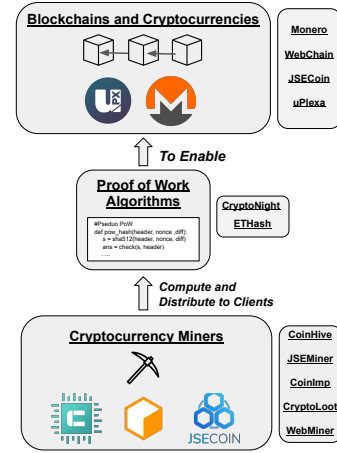 Blockchains and Cryptocurrencies
U PX
Monero
WebChain
JSECoin
uPlexa
To Enable
Proof of Work
Algorithms
#Pseduo PoW
def pow_hash(header, nonce ,diff):
s = sha512(header, nonce, diff)
ans = check(s, header)
.....
CryptoNight
ETHash
Compute and
Distribute to Clients
Cryptocurrency Miners
JSECOIN
CoinHive
JSEMiner
CoinImp
CryptoLoot
WebMiner